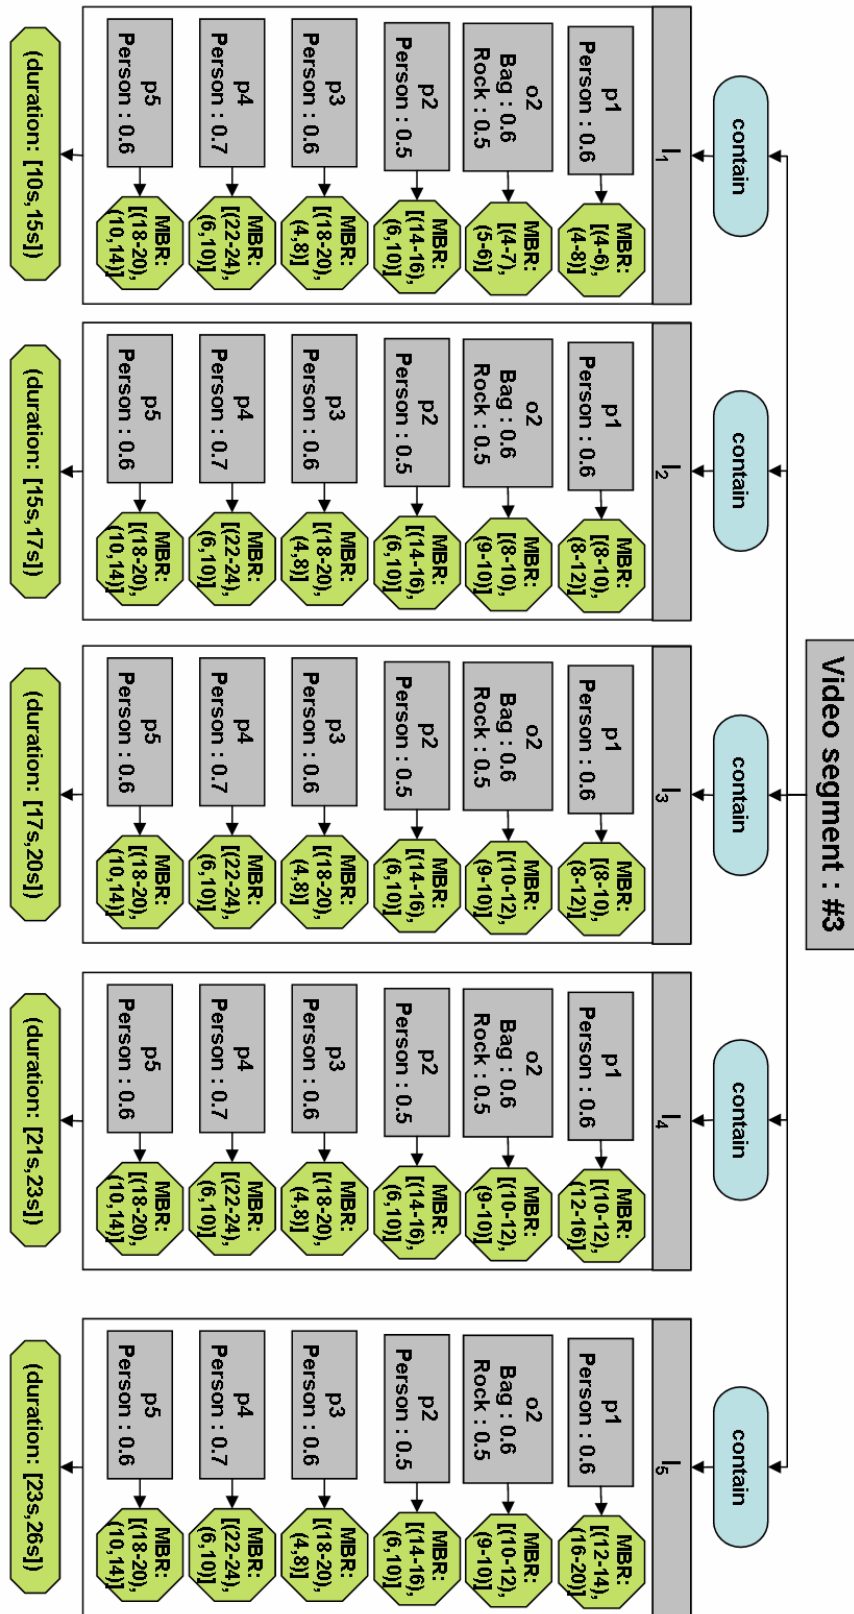 Video segment : #3
contain
I1
p1
Person : 0.6
MBR:
[(4-6),
(4-8)]
o2
Bag : 0.6
Rock : 0.5
MBR:
[(4-7),
(5-6)]
p2
Person : 0.5
MBR:
[(14-16),
(6,10)]
p3
Person : 0.6
MBR:
[(18-20),
(4,8)]
p4
Person : 0.7
MBR:
[(22-24),
(6,10)]
p5
Person : 0.6
MBR:
[(18-20),
(10,14)]
(duration: [10s,15s])
contain
I2
p1
Person : 0.6
MBR:
[(8-10),
(8-12)]
o2
Bag : 0.6
Rock : 0.5
MBR:
[(8-10),
(9-10)]
p2
Person : 0.5
MBR:
[(14-16),
(6,10)]
p3
Person : 0.6
MBR:
[(18-20),
(4,8)]
p4
Person : 0.7
MBR:
[(22-24),
(6,10)]
p5
Person : 0.6
MBR:
[(18-20),
(10,14)]
(duration: [15s,17s])
contain
I3
p1
Person : 0.6
MBR:
[(8-10),
(8-12)]
o2
Bag : 0.6
Rock : 0.5
MBR:
[(10-12),
(9-10)]
p2
Person : 0.5
MBR:
[(14-16),
(6,10)]
p3
Person : 0.6
MBR:
[(18-20),
(4,8)]
p4
Person : 0.7
MBR:
[(22-24),
(6,10)]
p5
Person : 0.6
MBR:
[(18-20),
(10,14)]
(duration: [17s,20s])
contain
I4
p1
Person : 0.6
MBR:
[(10-12),
(12-16)]
o2
Bag : 0.6
Rock : 0.5
MBR:
[(10-12),
(9-10)]
p2
Person : 0.5
MBR:
[(14-16),
(6,10)]
p3
Person : 0.6
MBR:
[(18-20),
(4,8)]
p4
Person : 0.7
MBR:
[(22-24),
(6,10)]
p5
Person : 0.6
MBR:
[(18-20),
(10,14)]
(duration: [21s,23s])
contain
I5
p1
Person : 0.6
MBR:
[(12-14),
(16-20)]
o2
Bag : 0.6
Rock : 0.5
MBR:
[(10-12),
(9-10)]
p2
Person : 0.5
MBR:
[(14-16),
(6,10)]
p3
Person : 0.6
MBR:
[(18-20),
(4,8)]
p4
Person : 0.7
MBR:
[(22-24),
(6,10)]
p5
Person : 0.6
MBR:
[(18-20),
(10,14)]
(duration: [23s,26s])